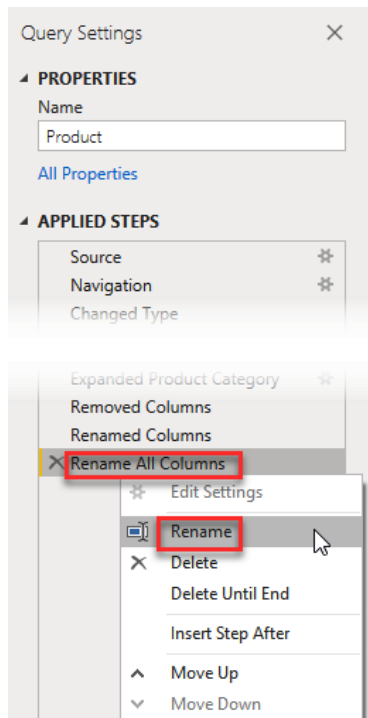 Query Settings
PROPERTIES
Name
Product
All Properties
APPLIED STEPS
Source
Navigation
Changed Type
Expanded Product Category
Removed Columns
Renamed Columns
Rename All Columns
Edit Settings
Rename
Delete
Delete Until End
Insert Step After
Move Up
Move Down